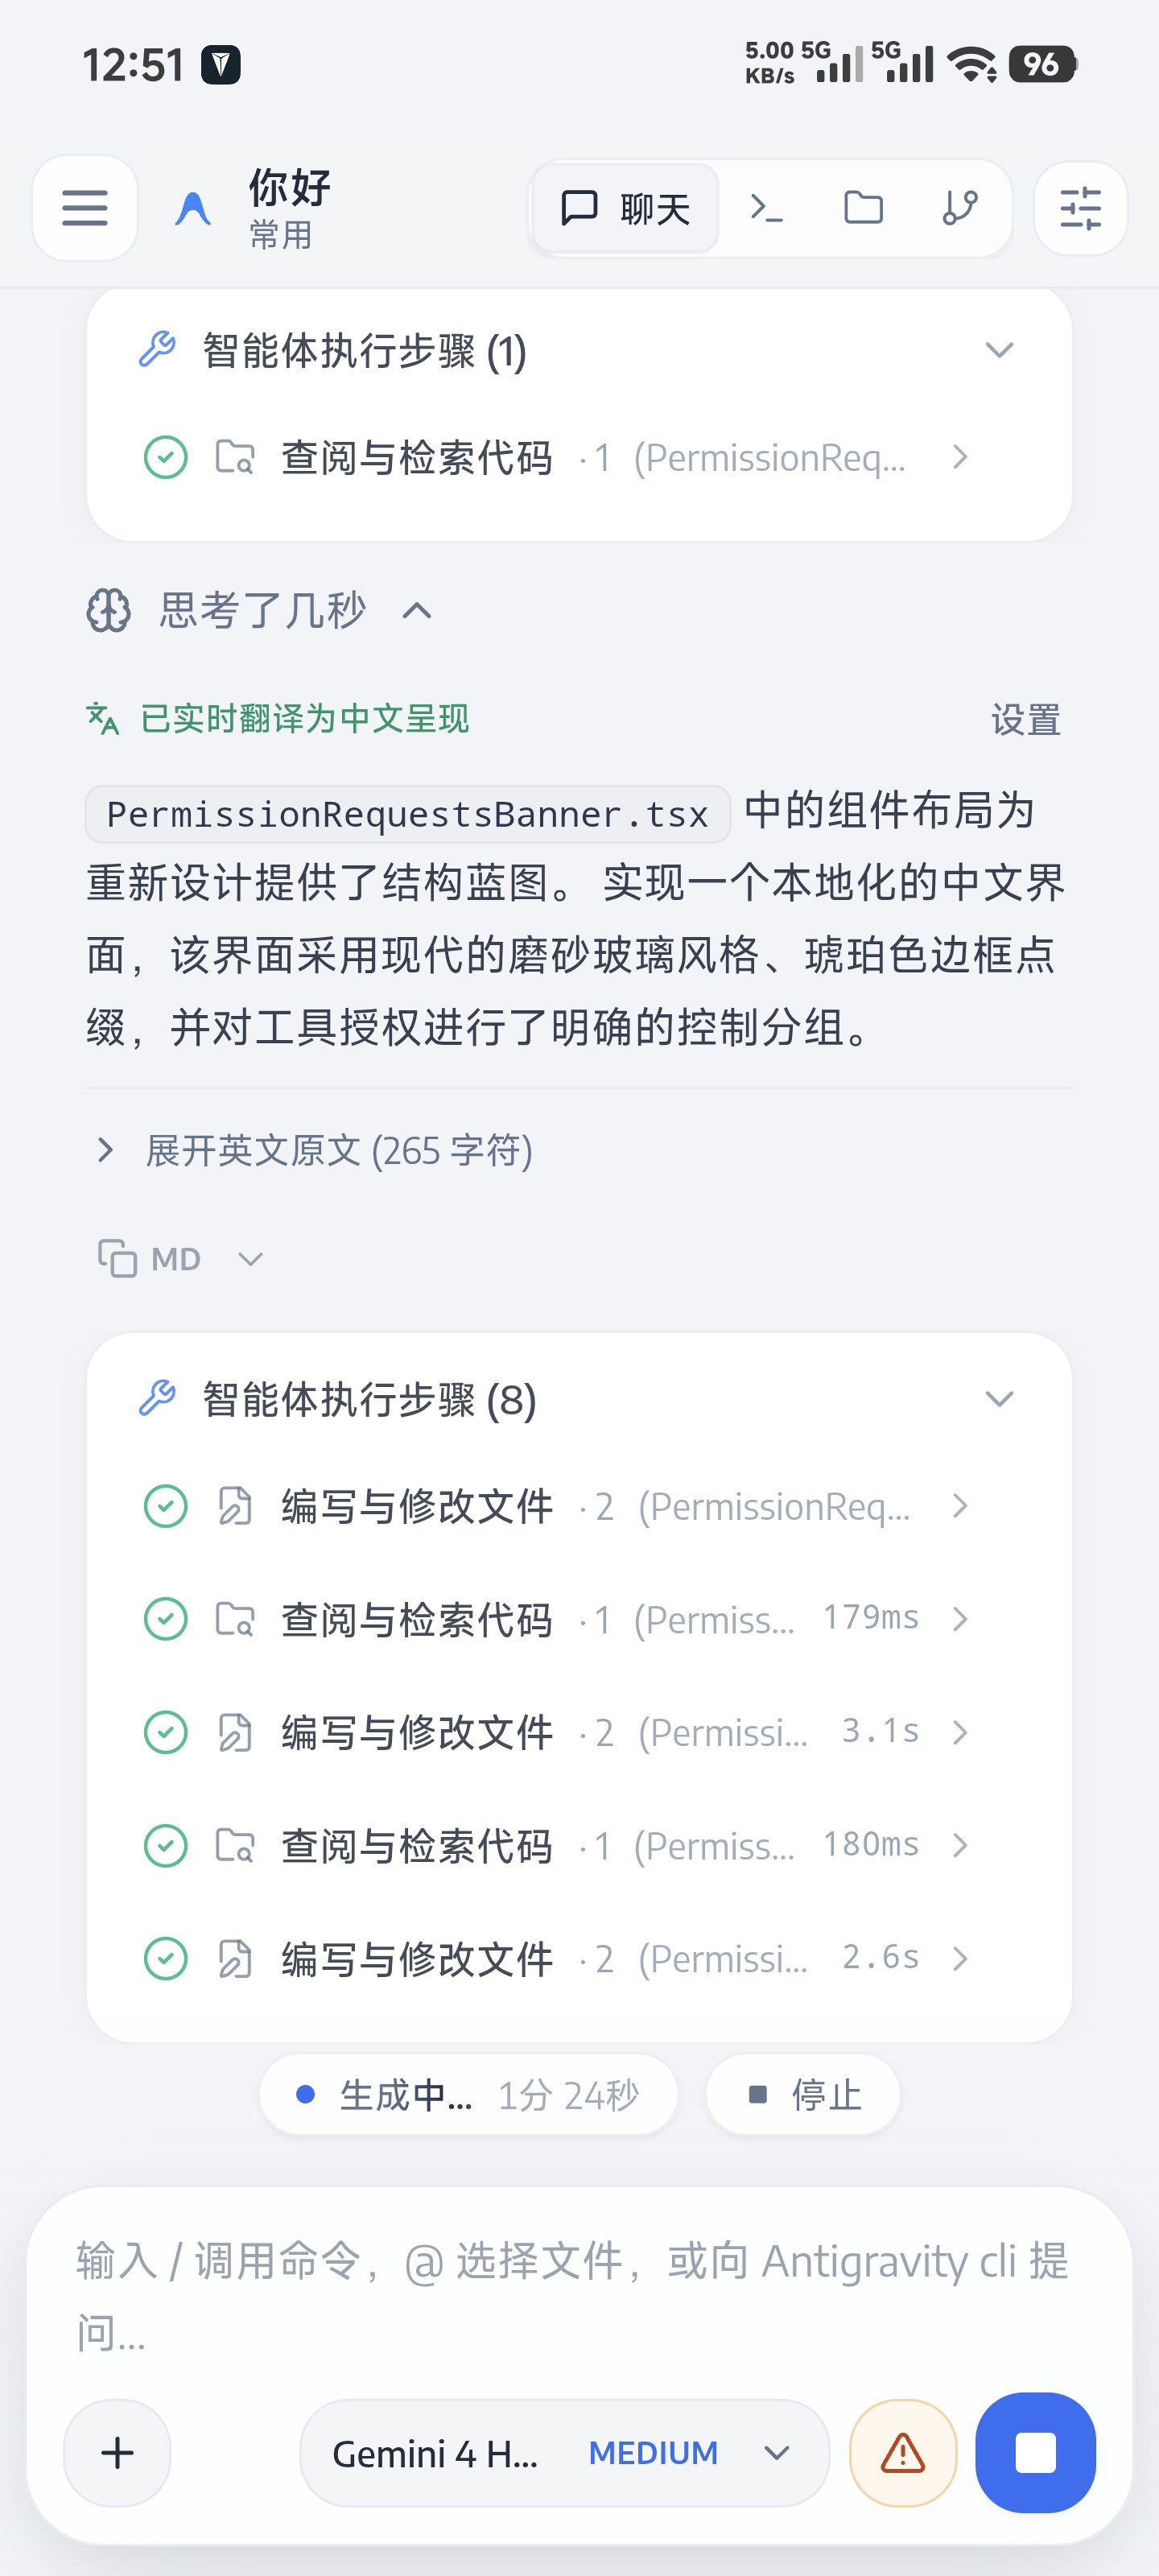 12:51
5.00 KB/s 5G 5G 96
你好
常用
聊天
智能体执行步骤 (1)
查阅与检索代码 · 1 (PermissionReq...
思考了几秒
已实时翻译为中文呈现 设置
PermissionRequestsBanner.tsx 中的组件布局为
重新设计提供了结构蓝图。 实现一个本地化的中文界
面，该界面采用现代的磨砂玻璃风格、琥珀色边框点
缀，并对工具授权进行了明确的控制分组。
展开英文原文 (265 字符)
MD
智能体执行步骤 (8)
编写与修改文件 · 2 (PermissionReq...
查阅与检索代码 · 1 (Permiss... 179ms
编写与修改文件 · 2 (Permissi... 3.1s
查阅与检索代码 · 1 (Permiss... 180ms
编写与修改文件 · 2 (Permissi... 2.6s
生成中... 1分 24秒 停止
输入 / 调用命令，@ 选择文件，或向 Antigravity cli 提
问...
Gemini 4 H... MEDIUM